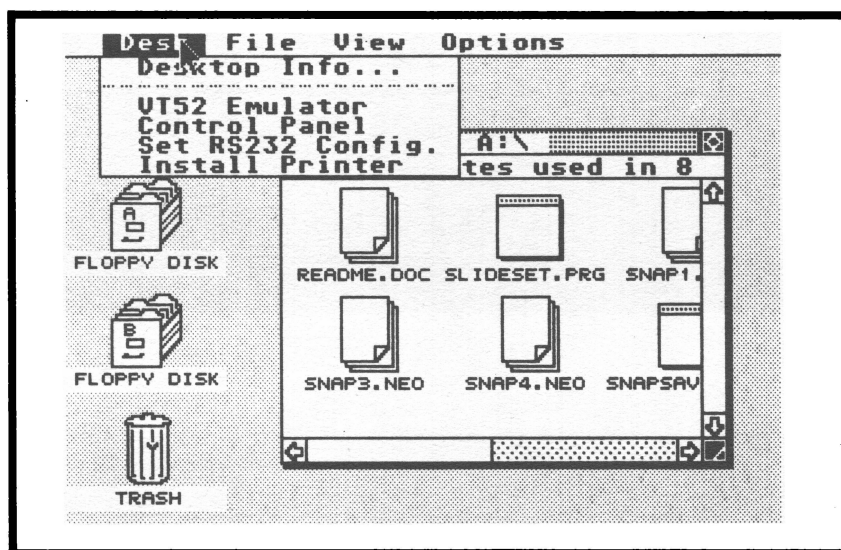 Desk File View Options
Desktop Info...
VT52 Emulator
Control Panel
Set RS232 Config.
Install Printer
A:\
tes used in 8
A
FLOPPY DISK
README.DOC SLIDESET.PRG SNAP1.
B
FLOPPY DISK
SNAP3.NEO SNAP4.NEO SNAPSAV
TRASH